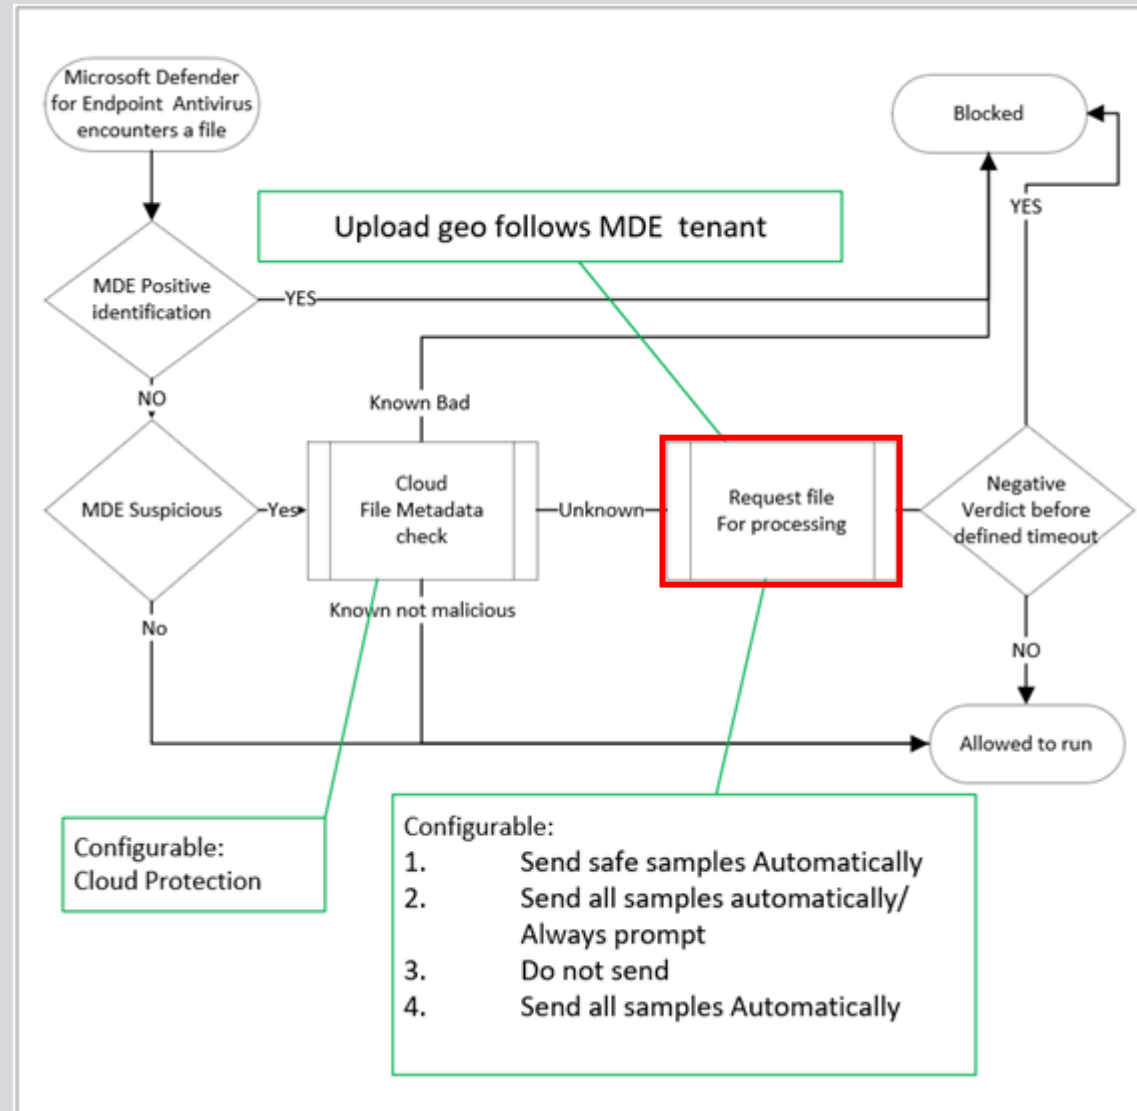 Microsoft Defender
for Endpoint Antivirus
encounters a file
Blocked
YES
Upload geo follows MDE tenant
MDE Positive
identification
YES
NO
Known Bad
MDE Suspicious
Yes
Cloud
File Metadata
check
Unknown
Request file
For processing
Negative
Verdict before
defined timeout
Known not malicious
No
NO
Allowed to run
Configurable:
Cloud Protection
Configurable:
1. Send safe samples Automatically
2. Send all samples automatically/
Always prompt
3. Do not send
4. Send all samples Automatically